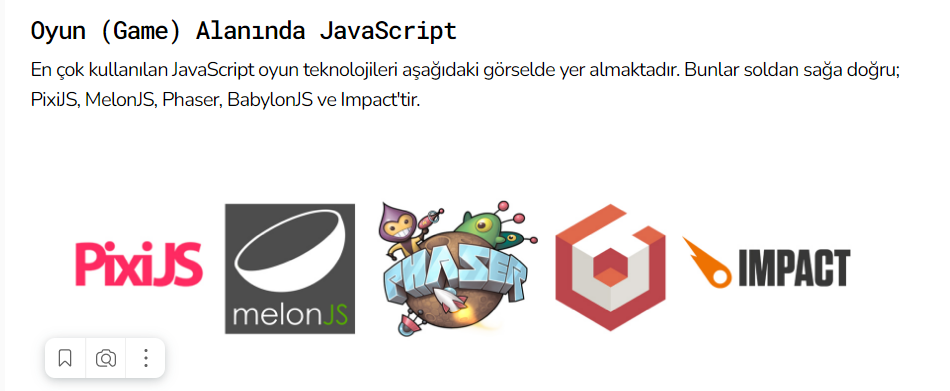 Oyun (Game) Alanında JavaScript
En çok kullanılan JavaScript oyun teknolojileri aşağıdaki görselde yer almaktadır. Bunlar soldan sağa doğru;
PixiJS, MelonJS, Phaser, BabylonJS ve Impact'tir.
PixiJS
melonJS
PHASER
IMPACT